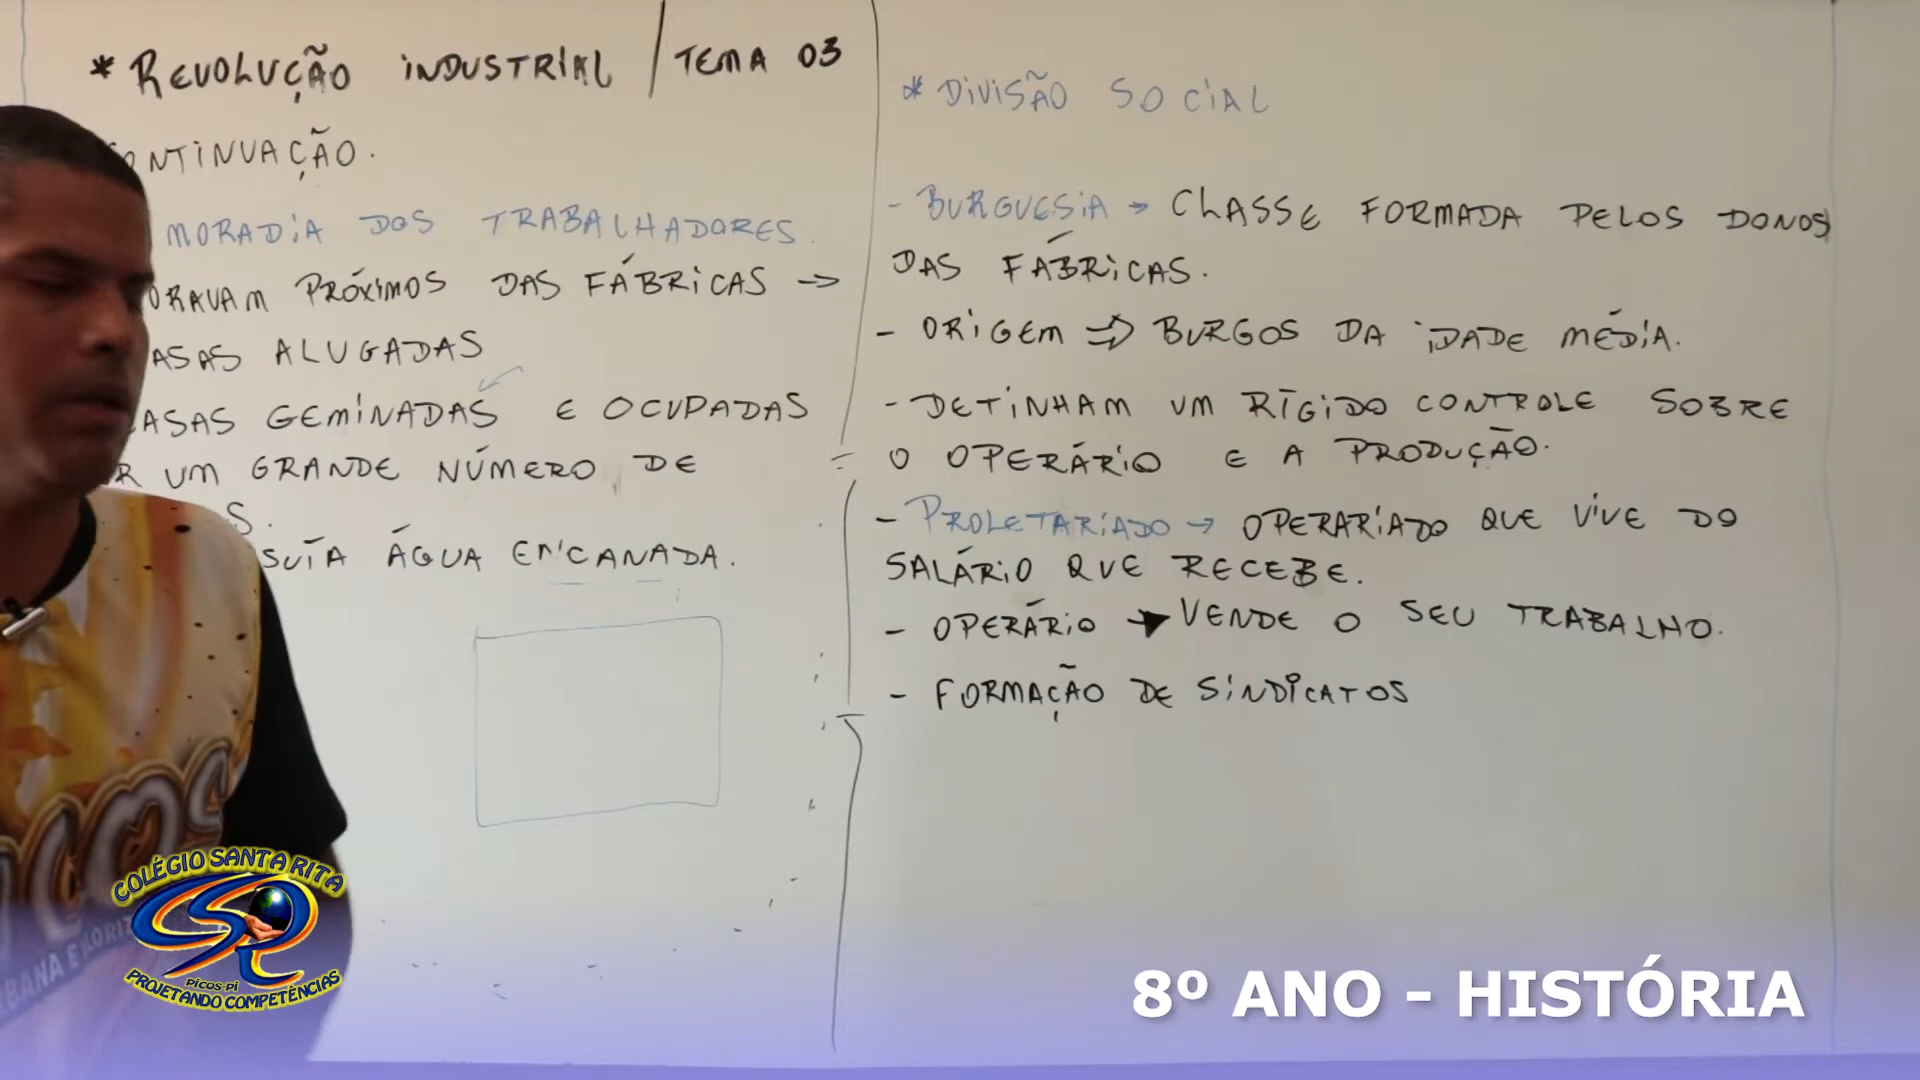 * REVOLUÇÃO INDUSTRIAL / TEMA 03
ONTINUAÇÃO.
MORADIA DOS TRABALHADORES.
ORAVAM PRÓXIMOS DAS FÁBRICAS →
ASAS ALUGADAS
ASAS GEMINADAS E OCUPADAS
R UM GRANDE NÚMERO DE
S.
SUÍA ÁGUA ENCANADA.
* DIVISÃO SOCIAL
- BURGUESIA → CLASSE FORMADA PELOS DONOS
DAS FÁBRICAS.
- ORIGEM ⇒ BURGOS DA IDADE MÉDIA.
- DETINHAM UM RÍGIDO CONTROLE SOBRE
O OPERÁRIO E A PRODUÇÃO.
- PROLETARIADO → OPERARIADO QUE VIVE DO
SALÁRIO QUE RECEBE.
- OPERÁRIO → VENDE O SEU TRABALHO.
- FORMAÇÃO DE SINDICATOS
COLÉGIO SANTA RITA
CSR
PICOS-PI
PROJETANDO COMPETÊNCIAS
8º ANO - HISTÓRIA